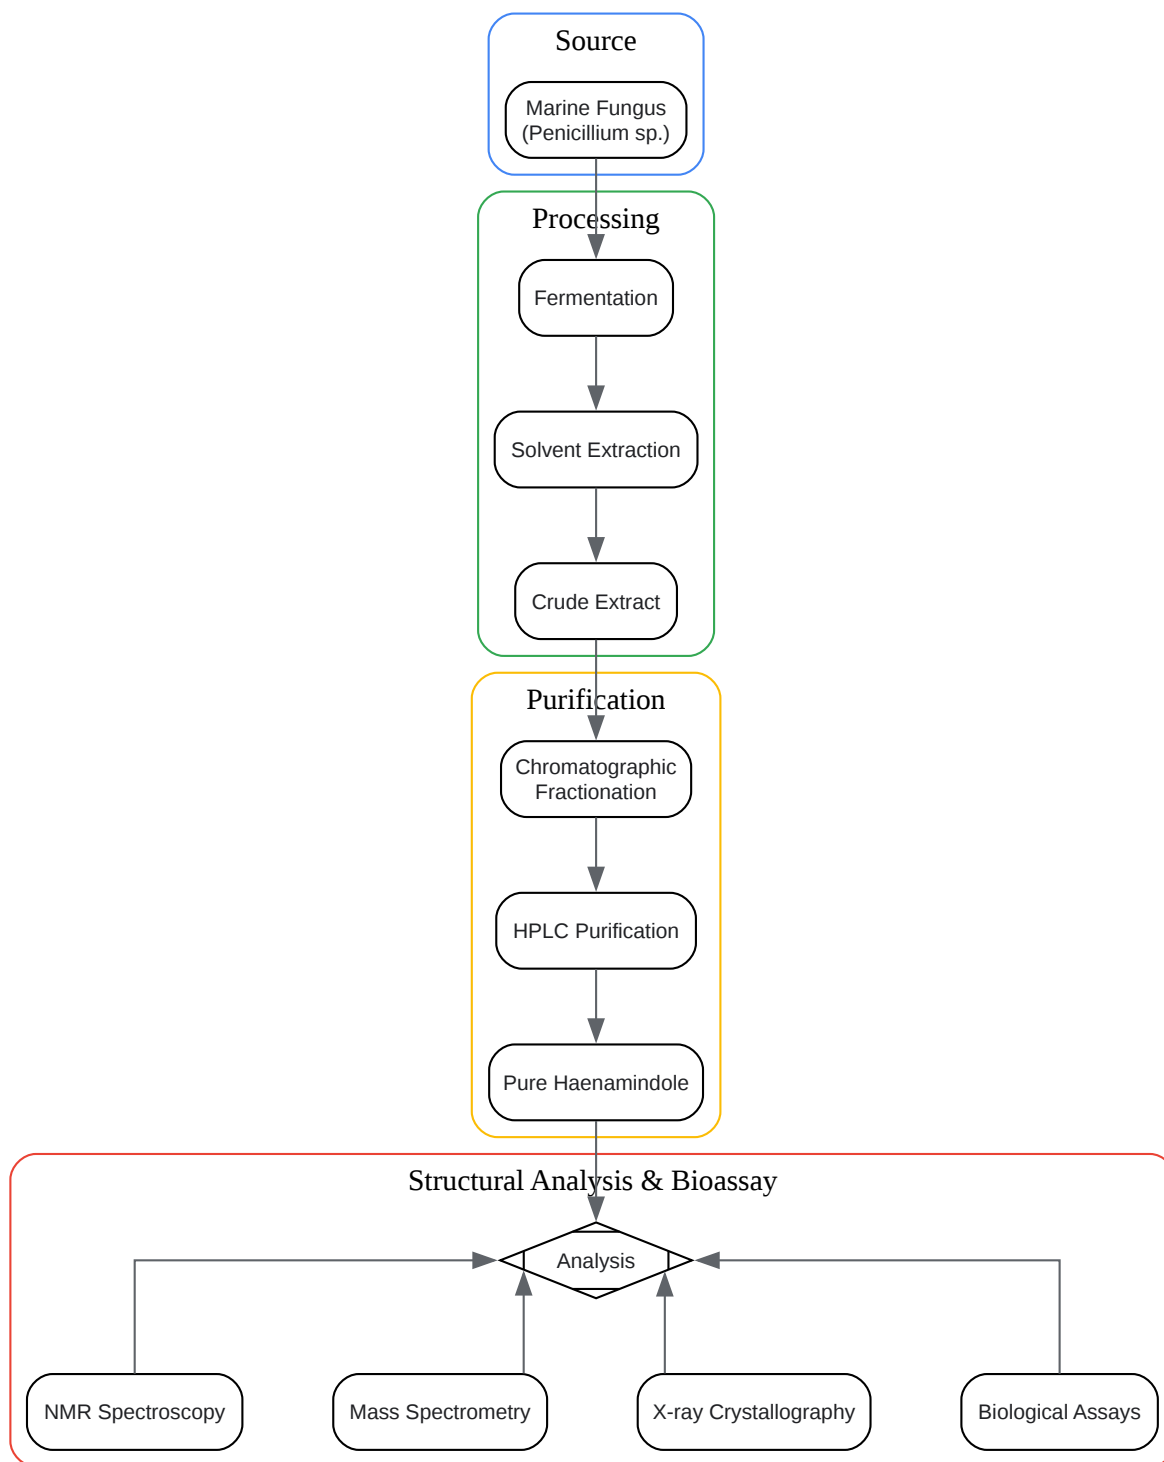 Source
Marine Fungus
(Penicillium sp.)
Processing
Fermentation
Solvent Extraction
Crude Extract
Purification
Chromatographic
Fractionation
HPLC Purification
Pure Haenamindole
Structural Analysis & Bioassay
Analysis
NMR Spectroscopy
Mass Spectrometry
X-ray Crystallography
Biological Assays